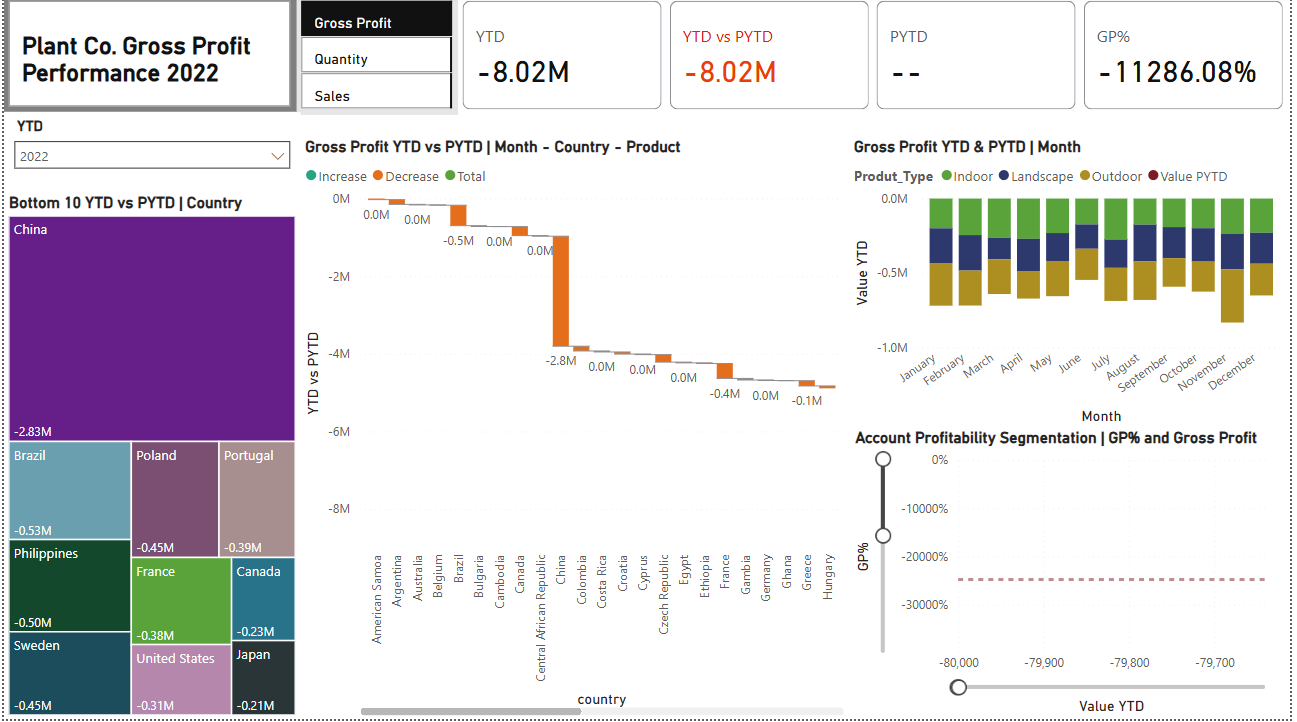 Plant Co. Gross Profit
Performance 2022
Gross Profit
Quantity
Sales
YTD
-8.02M
YTD vs PYTD
-8.02M
PYTD
--
GP%
-11286.08%
YTD
2022
Bottom 10 YTD vs PYTD | Country
China
-2.83M
Brazil
-0.53M
Poland
-0.45M
Portugal
-0.39M
Philippines
-0.50M
France
-0.38M
Canada
-0.23M
Sweden
-0.45M
United States
-0.31M
Japan
-0.21M
Gross Profit YTD vs PYTD | Month - Country - Product
Increase Decrease Total
YTD vs PYTD
0M
-2M
-4M
-6M
-8M
0.0M
0.0M
-0.5M
0.0M
0.0M
-2.8M
0.0M
0.0M
0.0M
-0.4M
0.0M
-0.1M
American Samoa
Argentina
Australia
Belgium
Brazil
Bulgaria
Cambodia
Canada
Central African Republic
China
Colombia
Costa Rica
Croatia
Cyprus
Czech Republic
Egypt
Ethiopia
France
Gambia
Germany
Ghana
Greece
Hungary
country
Gross Profit YTD & PYTD | Month
Produt_Type Indoor Landscape Outdoor Value PYTD
Value YTD
0.0M
-0.5M
-1.0M
January
February
March
April
May
June
July
August
September
October
November
December
Month
Account Profitability Segmentation | GP% and Gross Profit
GP%
0%
-10000%
-20000%
-30000%
-80,000
-79,900
-79,800
-79,700
Value YTD